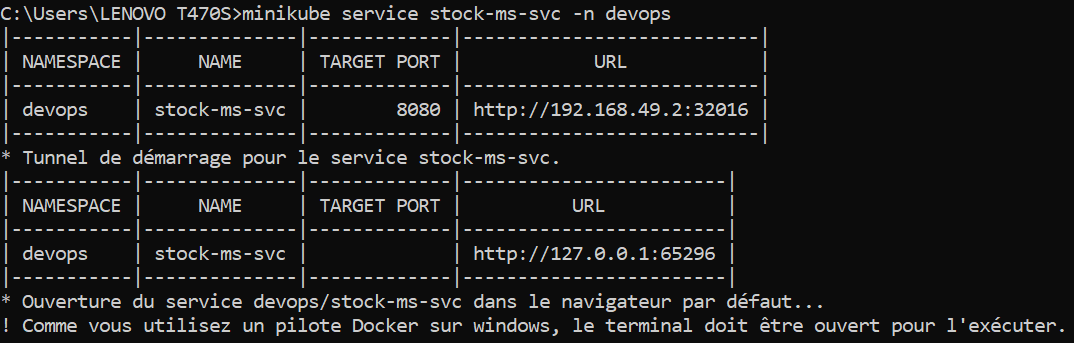 C:\Users\LENOVO T470S>minikube service stock-ms-svc -n devops
|-----------|--------------|-------------|---------------------------|
| NAMESPACE |     NAME     | TARGET PORT |            URL            |
|-----------|--------------|-------------|---------------------------|
| devops    | stock-ms-svc |        8080 | http://192.168.49.2:32016 |
|-----------|--------------|-------------|---------------------------|
* Tunnel de démarrage pour le service stock-ms-svc.
|-----------|--------------|-------------|------------------------|
| NAMESPACE |     NAME     | TARGET PORT |          URL           |
|-----------|--------------|-------------|------------------------|
| devops    | stock-ms-svc |             | http://127.0.0.1:65296 |
|-----------|--------------|-------------|------------------------|
* Ouverture du service devops/stock-ms-svc dans le navigateur par défaut...
! Comme vous utilisez un pilote Docker sur windows, le terminal doit être ouvert pour l'exécuter.